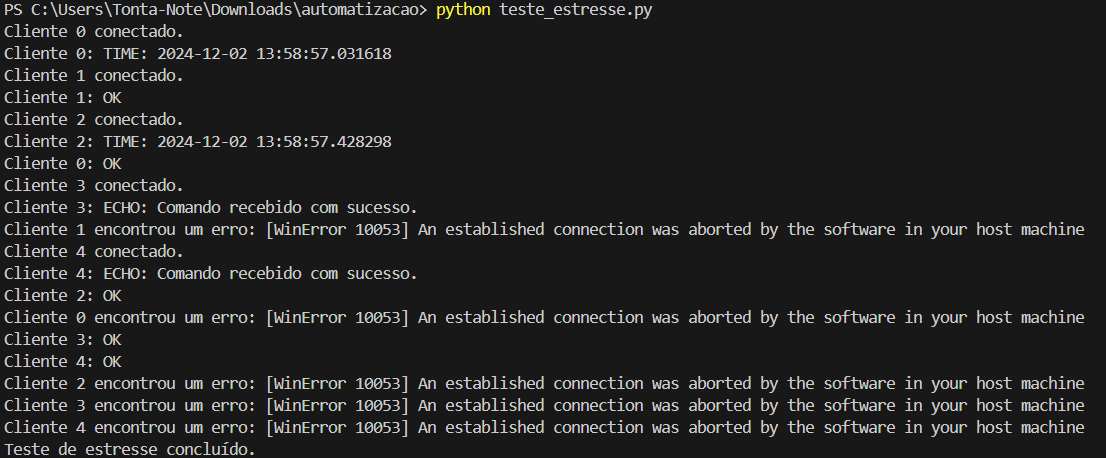 PS C:\Users\Tonta-Note\Downloads\automatizacao> python teste_estresse.py
Cliente 0 conectado.
Cliente 0: TIME: 2024-12-02 13:58:57.031618
Cliente 1 conectado.
Cliente 1: OK
Cliente 2 conectado.
Cliente 2: TIME: 2024-12-02 13:58:57.428298
Cliente 0: OK
Cliente 3 conectado.
Cliente 3: ECHO: Comando recebido com sucesso.
Cliente 1 encontrou um erro: [WinError 10053] An established connection was aborted by the software in your host machine
Cliente 4 conectado.
Cliente 4: ECHO: Comando recebido com sucesso.
Cliente 2: OK
Cliente 0 encontrou um erro: [WinError 10053] An established connection was aborted by the software in your host machine
Cliente 3: OK
Cliente 4: OK
Cliente 2 encontrou um erro: [WinError 10053] An established connection was aborted by the software in your host machine
Cliente 3 encontrou um erro: [WinError 10053] An established connection was aborted by the software in your host machine
Cliente 4 encontrou um erro: [WinError 10053] An established connection was aborted by the software in your host machine
Teste de estresse concluído.